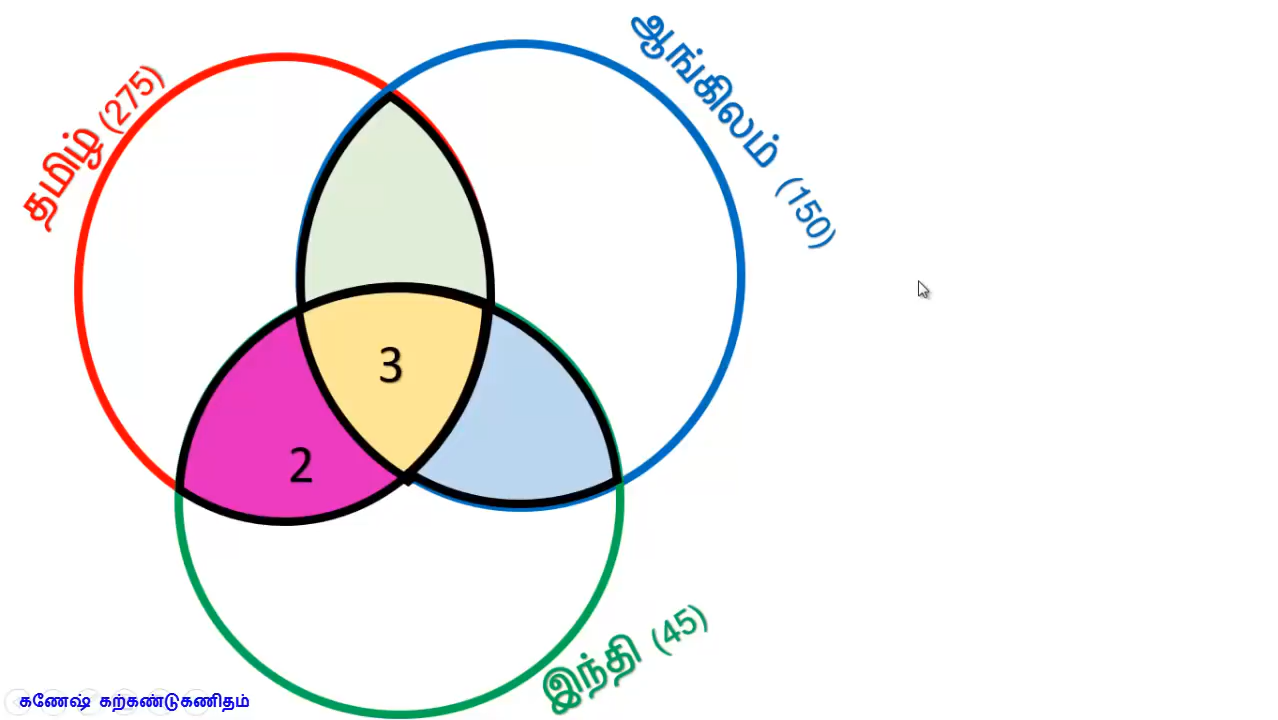 தமிழ் (275)
ஆங்கிலம் (150)
3
2
இந்தி (45)
கணேஷ் கற்கண்டுகணிதம்